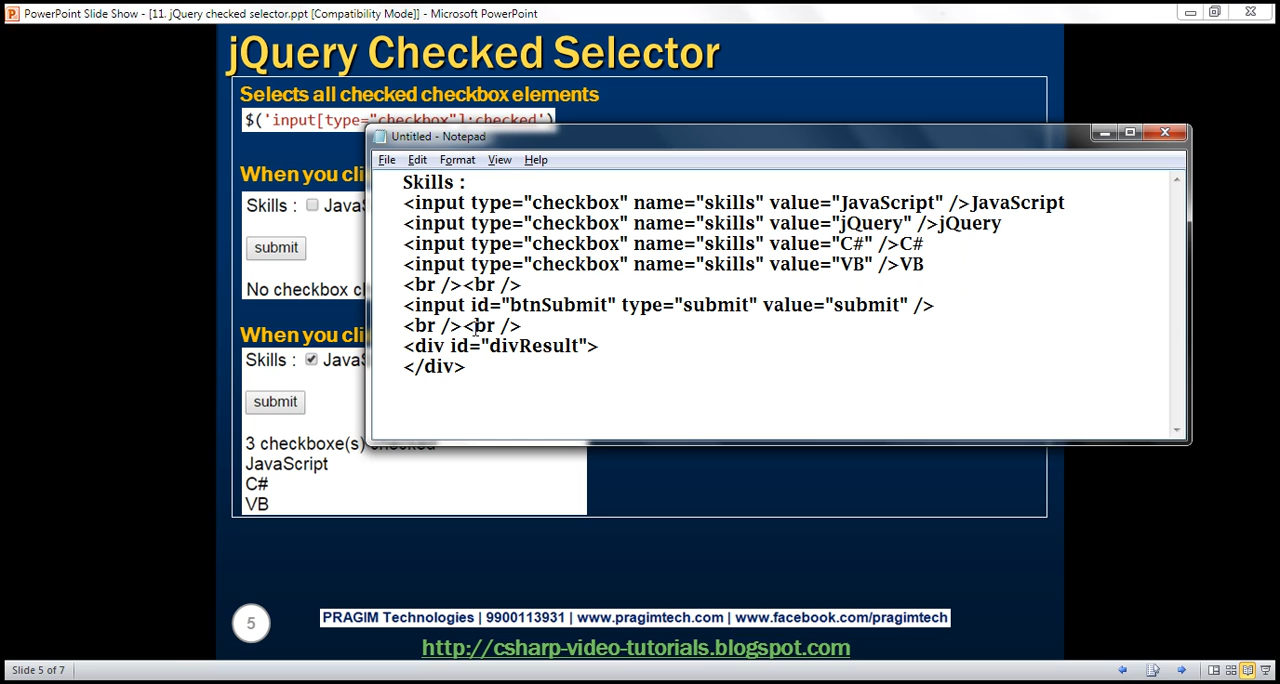 PowerPoint Slide Show - [11. jQuery checked selector.ppt [Compatibility Mode]] - Microsoft PowerPoint
jQuery Checked Selector
Selects all checked checkbox elements
$('input[type="checkbox"]:checked')
When you cli
Skills : Java
submit
No checkbox c
When you cli
Skills : Java
submit
3 checkboxe(s) checked
JavaScript
C#
VB
Untitled - Notepad
File Edit Format View Help
Skills :
<input type="checkbox" name="skills" value="JavaScript" />JavaScript
<input type="checkbox" name="skills" value="jQuery" />jQuery
<input type="checkbox" name="skills" value="C#" />C#
<input type="checkbox" name="skills" value="VB" />VB
<br /><br />
<input id="btnSubmit" type="submit" value="submit" />
<br /><br />
<div id="divResult">
</div>
5
PRAGIM Technologies | 9900113931 | www.pragimtech.com | www.facebook.com/pragimtech
http://csharp-video-tutorials.blogspot.com
Slide 5 of 7